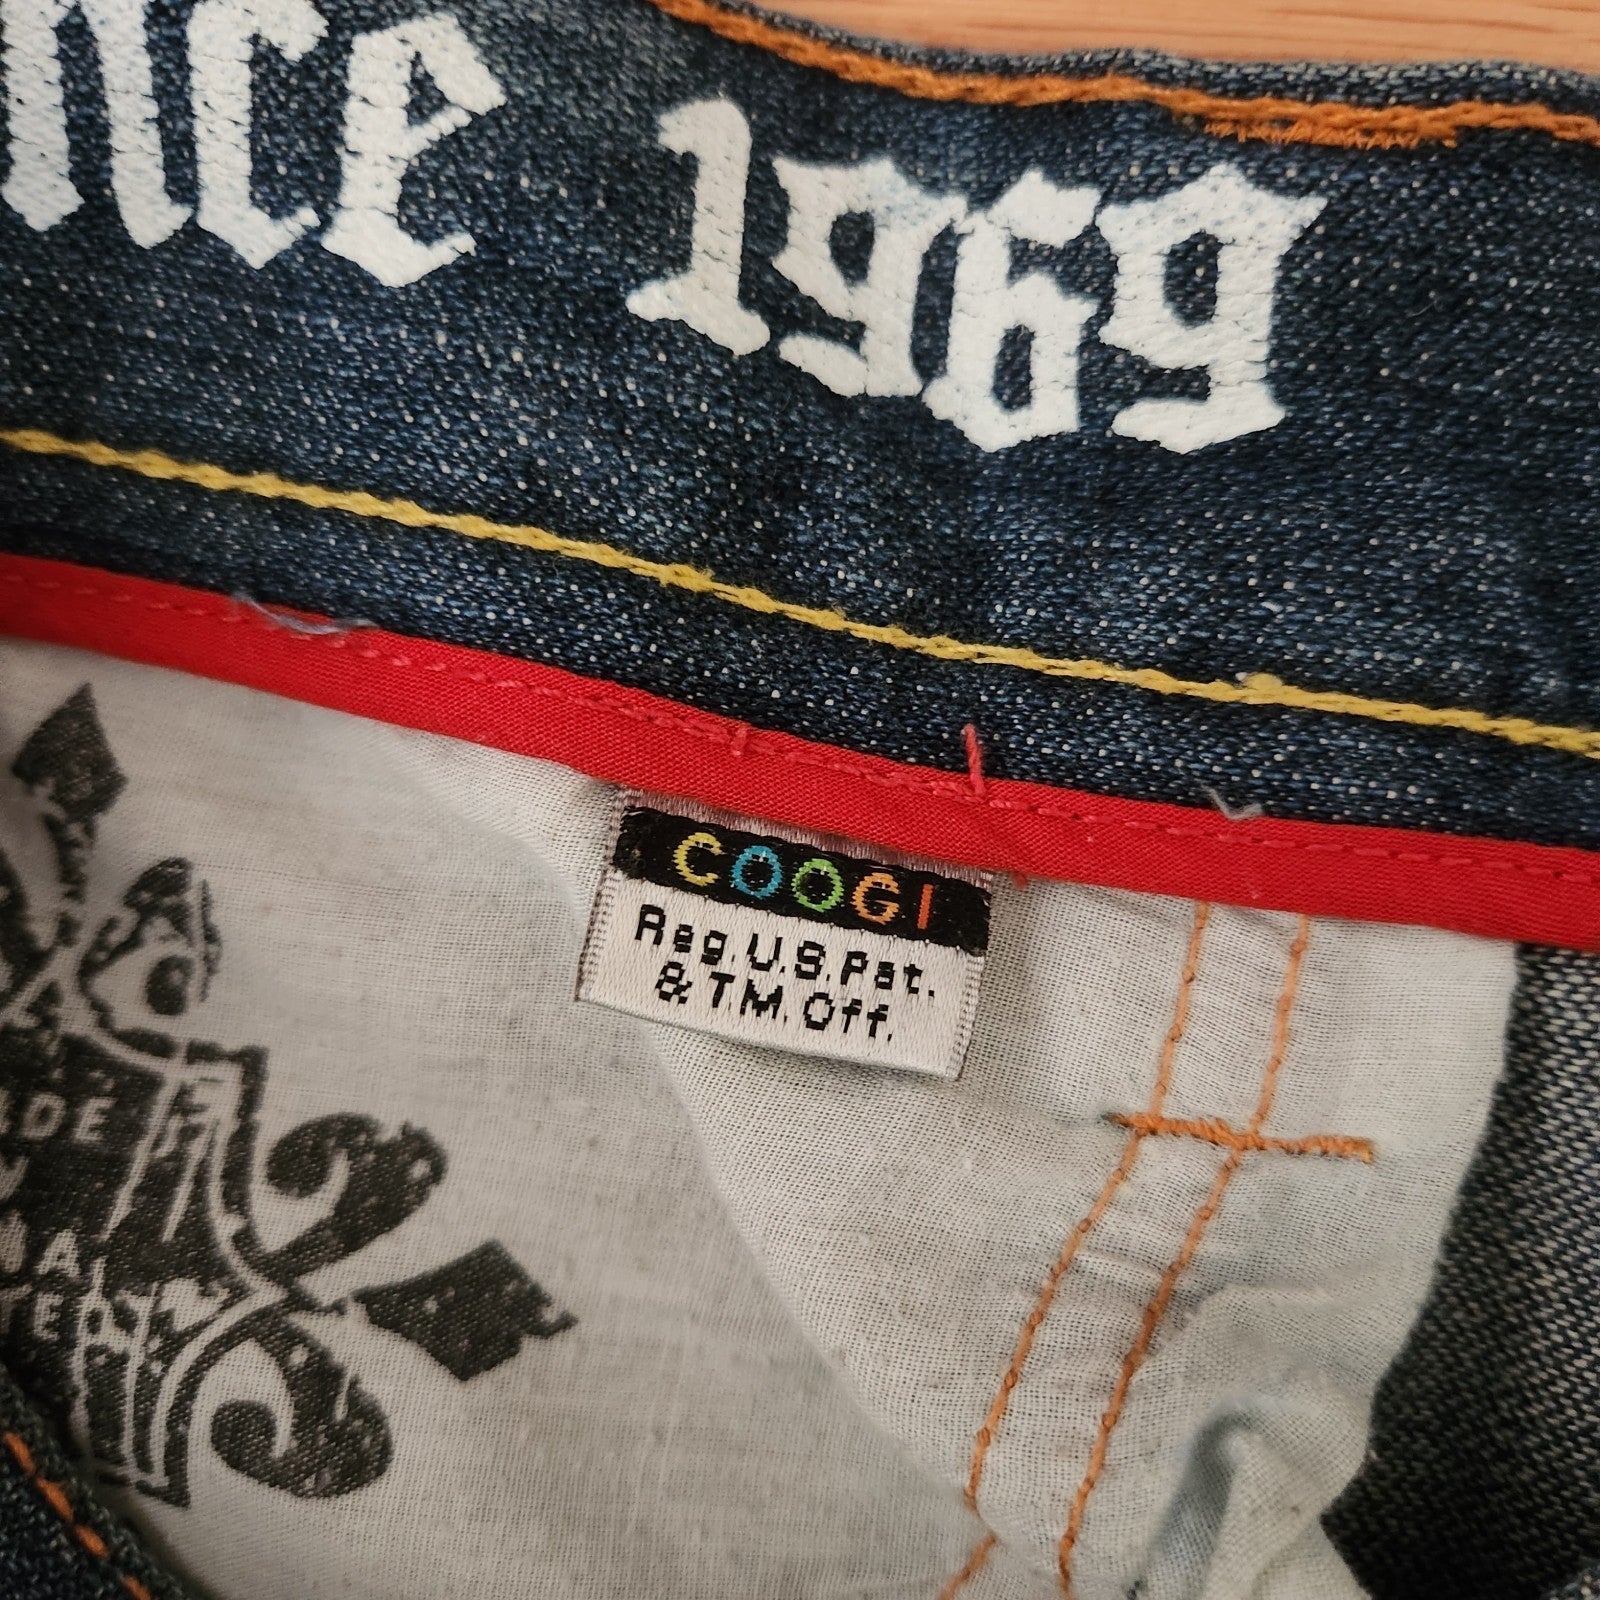 nce 1969
COOGI
Reg.U.S.Pat.
& T.M. Off.